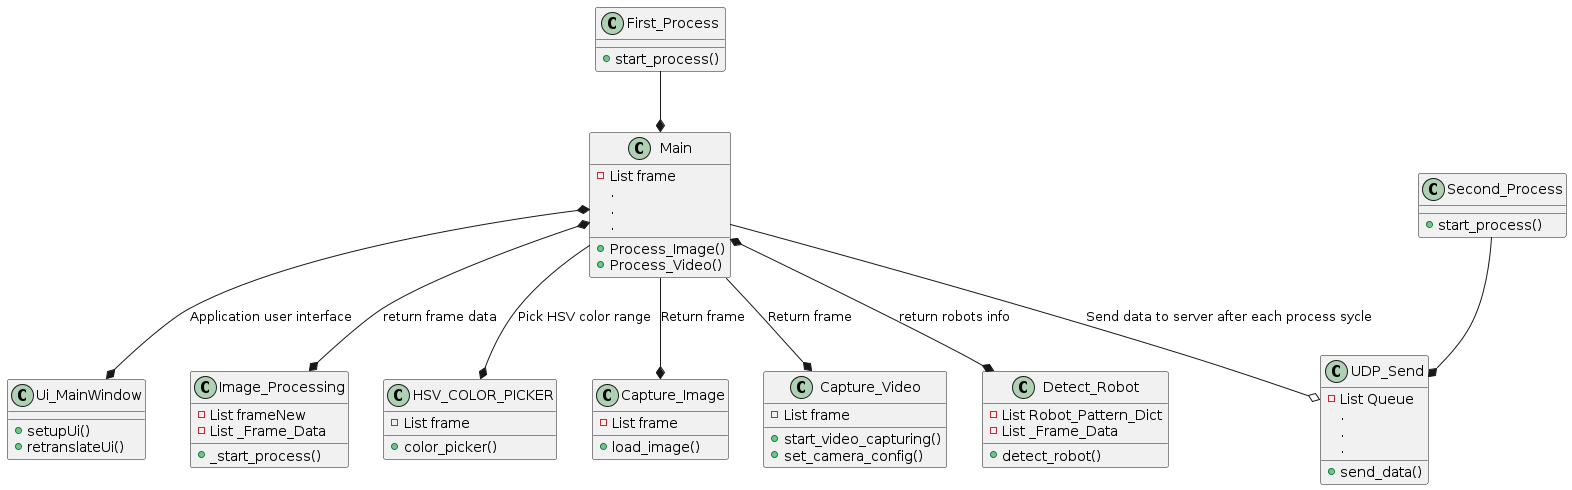 C First_Process
start_process()
C Main
List frame
.
.
.
Process_Image()
Process_Video()
C Second_Process
start_process()
Application user interface
return frame data
Pick HSV color range
Return frame
Return frame
return robots info
Send data to server after each process sycle
C Ui_MainWindow
setupUi()
retranslateUi()
C Image_Processing
List frameNew
List _Frame_Data
_start_process()
C HSV_COLOR_PICKER
List frame
color_picker()
C Capture_Image
List frame
load_image()
C Capture_Video
List frame
start_video_capturing()
set_camera_config()
C Detect_Robot
List Robot_Pattern_Dict
List _Frame_Data
detect_robot()
C UDP_Send
List Queue
.
.
.
send_data()